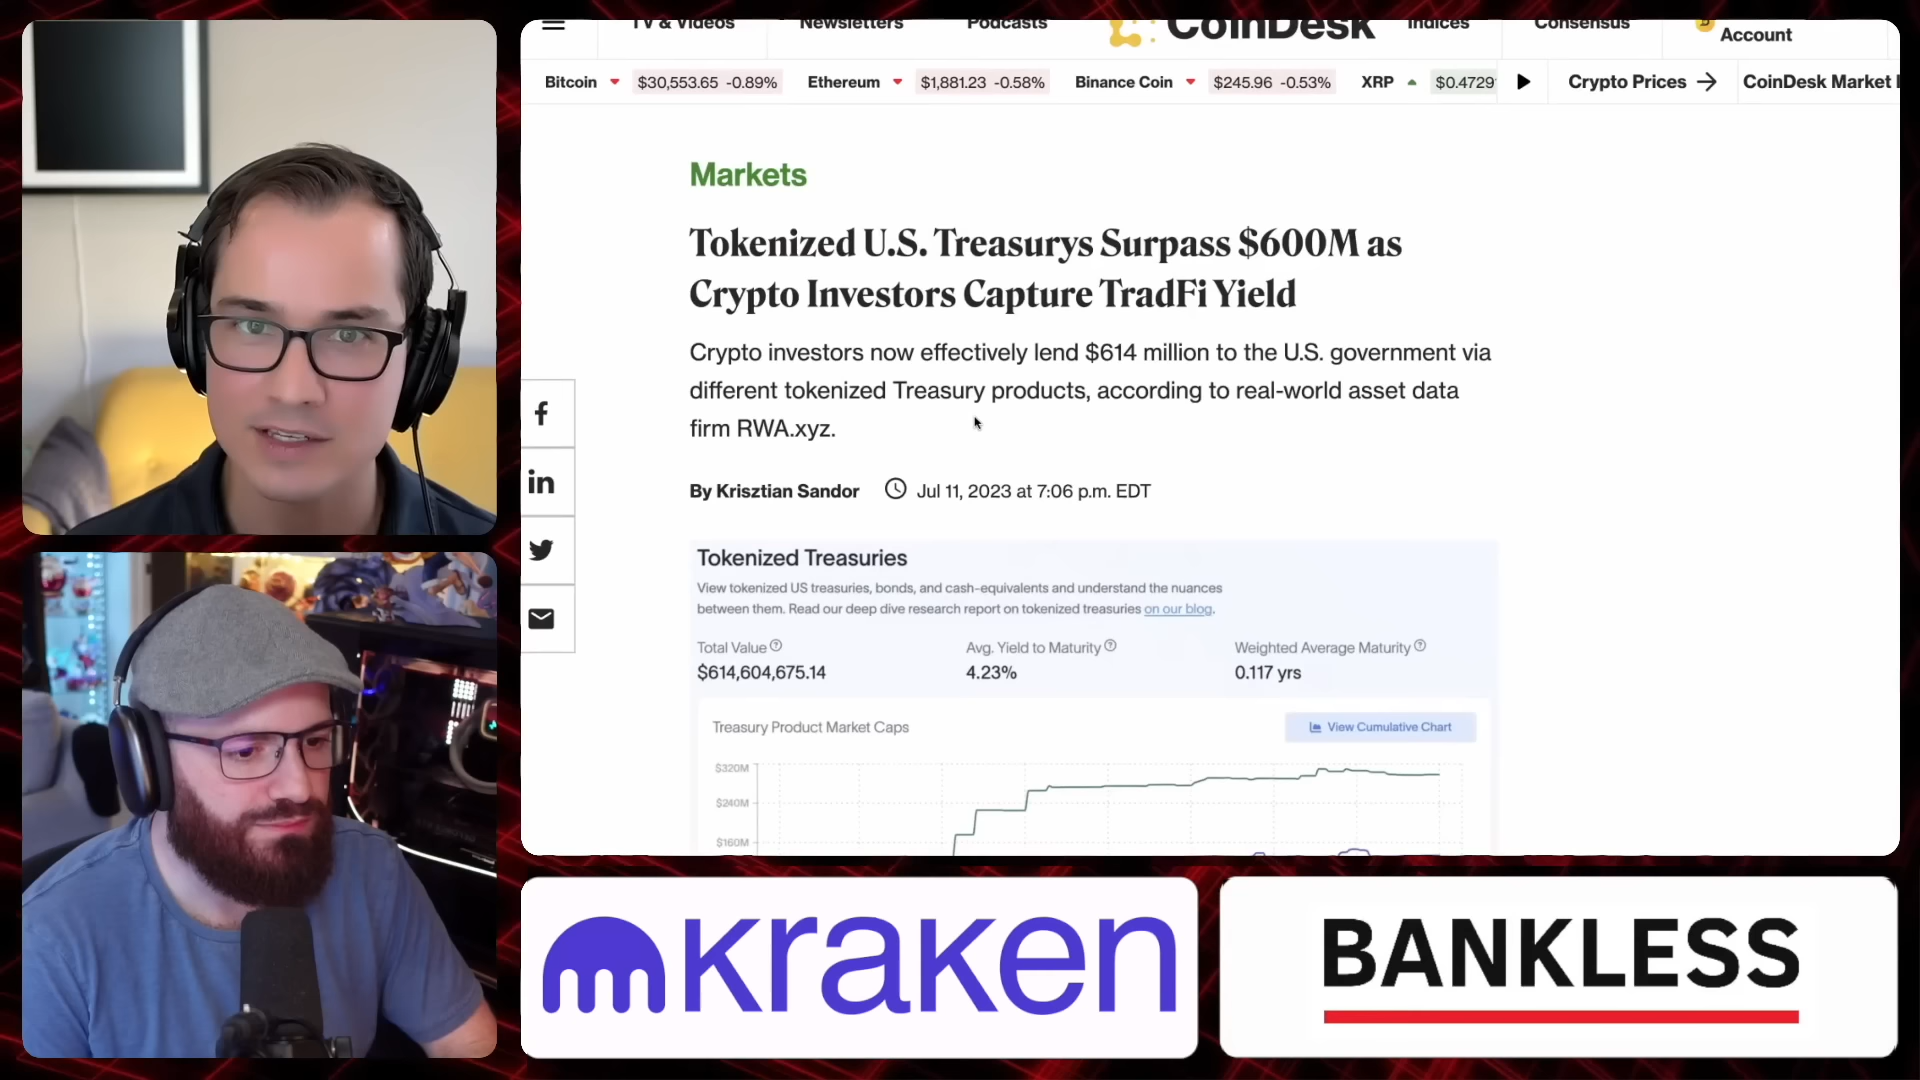 TV & Videos
Newsletters
Podcasts
CoinDesk
Indices
Consensus
Account
Bitcoin $30,553.65 -0.89% Ethereum $1,881.23 -0.58% Binance Coin $245.96 -0.53% XRP $0.4729
Crypto Prices
CoinDesk Market
Markets
Tokenized U.S. Treasurys Surpass $600M as
Crypto Investors Capture TradFi Yield
Crypto investors now effectively lend $614 million to the U.S. government via
different tokenized Treasury products, according to real-world asset data
firm RWA.xyz.
By Krisztian Sandor Jul 11, 2023 at 7:06 p.m. EDT
Tokenized Treasuries
View tokenized US treasuries, bonds, and cash-equivalents and understand the nuances
between them. Read our deep dive research report on tokenized treasuries on our blog.
Total Value
$614,604,675.14
Avg. Yield to Maturity
4.23%
Weighted Average Maturity
0.117 yrs
Treasury Product Market Caps
View Cumulative Chart
$320M
$240M
$160M
kraken
BANKLESS